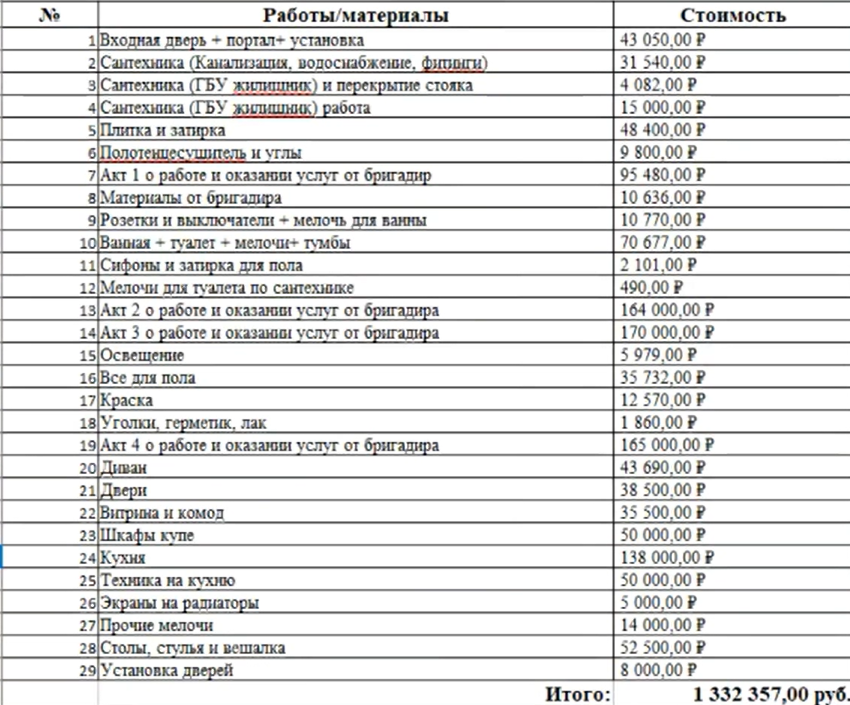 № Работы/материалы Стоимость
1 Входная дверь + портал+ установка 43 050,00 ₽
2 Сантехника (Канализация, водоснабжение, фитинги) 31 540,00 ₽
3 Сантехника (ГБУ жилищник) и перекрытие стояка 4 082,00 ₽
4 Сантехника (ГБУ жилищник) работа 15 000,00 ₽
5 Плитка и затирка 48 400,00 ₽
6 Полотенцесушитель и углы 9 800,00 ₽
7 Акт 1 о работе и оказании услуг от бригадир 95 480,00 ₽
8 Материалы от бригадира 10 636,00 ₽
9 Розетки и выключатели + мелочь для ванны 10 770,00 ₽
10 Ванная + туалет + мелочи+ тумбы 70 677,00 ₽
11 Сифоны и затирка для пола 2 101,00 ₽
12 Мелочи для туалета по сантехнике 490,00 ₽
13 Акт 2 о работе и оказании услуг от бригадира 164 000,00 ₽
14 Акт 3 о работе и оказании услуг от бригадира 170 000,00 ₽
15 Освещение 5 979,00 ₽
16 Все для пола 35 732,00 ₽
17 Краска 12 570,00 ₽
18 Уголки, герметик, лак 1 860,00 ₽
19 Акт 4 о работе и оказании услуг от бригадира 165 000,00 ₽
20 Диван 43 690,00 ₽
21 Двери 38 500,00 ₽
22 Витрина и комод 35 500,00 ₽
23 Шкафы купе 50 000,00 ₽
24 Кухня 138 000,00 ₽
25 Техника на кухню 50 000,00 ₽
26 Экраны на радиаторы 5 000,00 ₽
27 Прочие мелочи 14 000,00 ₽
28 Столы, стулья и вешалка 52 500,00 ₽
29 Установка дверей 8 000,00 ₽
Итого: 1 332 357,00 руб.